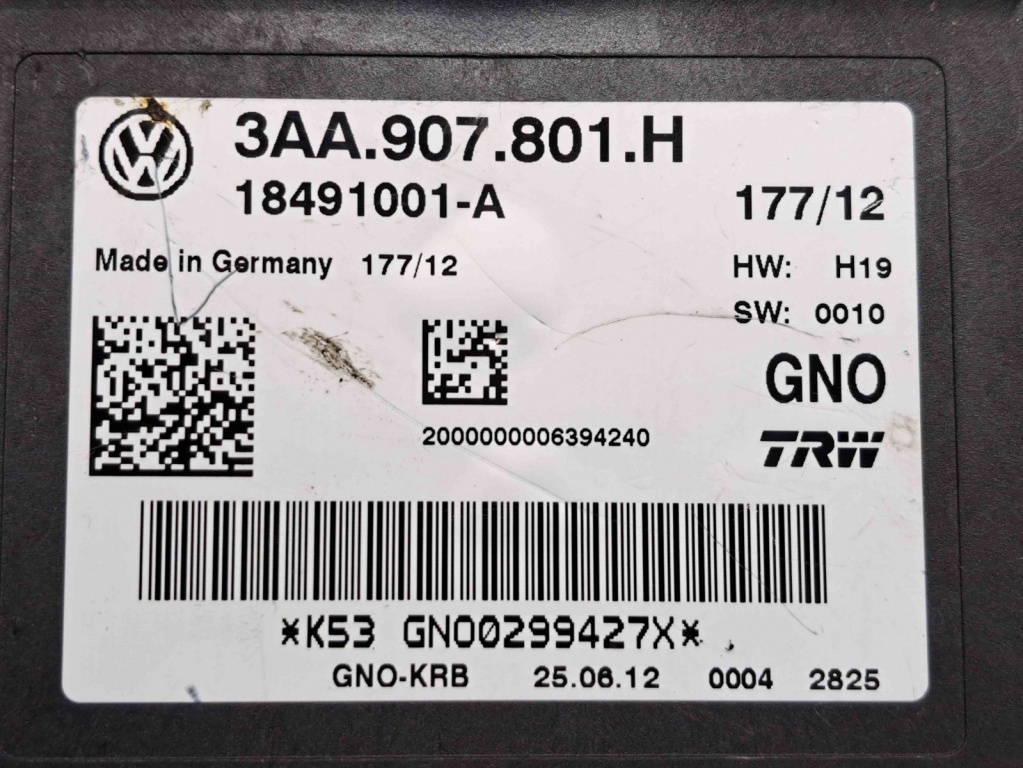 3AA.907.801.H
18491001-A 177/12
Made in Germany 177/12 HW: H19
SW: 0010
GNO
2000000006394240
TRW
*K53 GNO0299427X*
GNO-KRB 25.06.12 0004 2825